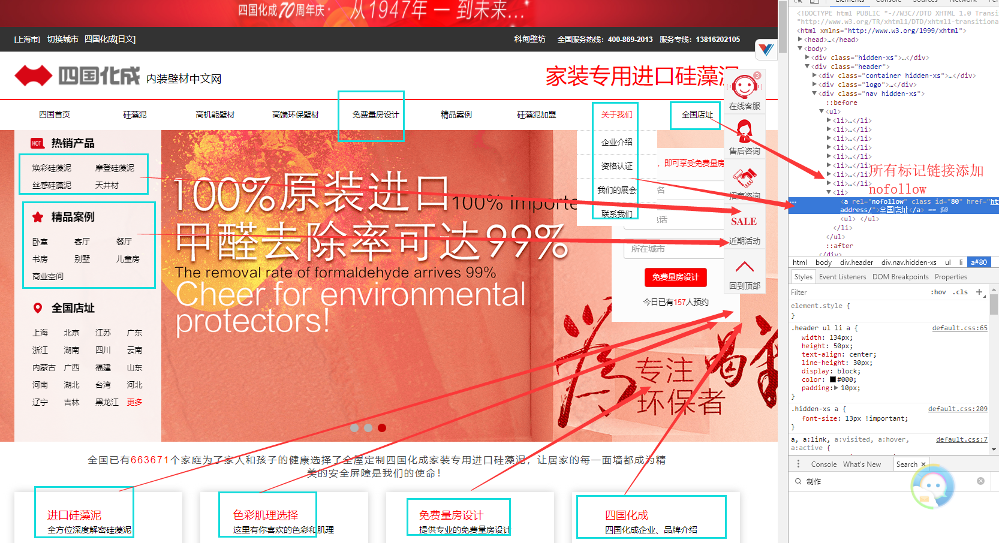 四国化成70周年庆· 从1947年 — 到未来...
[上海市] 切换城市 四国化成[日文] 科甸壁坊 全国服务热线：400-869-2013 服务专线：13816202105
四国化成 内装壁材中文网 家装专用进口硅藻泥
四国首页 硅藻泥 高机能壁材 高端环保壁材 免费量房设计 精品案例 硅藻泥加盟 关于我们 全国店址
HOT 热销产品
焕彩硅藻泥 摩登硅藻泥
丝感硅藻泥 天井材
精品案例
卧室 客厅 餐厅
书房 别墅 儿童房
商业空间
全国店址
上海 北京 江苏 广东
浙江 湖南 四川 云南
内蒙古 广西 福建 山东
河南 湖北 台湾 河北
辽宁 吉林 黑龙江 更多
100%原装进口100% Importe
甲醛去除率可达99%
The removal rate of formaldehyde arrives 99%
Cheer for environmental
protectors!
企业介绍
资格认证
我们的展会
联系我们
，即可享受免费量房
名
话
所在城市
免费量房设计
今日已有157人预约
专注
环保者
3
在线客服
售后咨询
招商咨询
SALE
近期活动
回到顶部
全国已有663671个家庭为了家人和孩子的健康选择了全屋定制四国化成家装专用进口硅藻泥，让居家的每一面墙都成为精
美的安全屏障是我们的使命！
进口硅藻泥
全方位深度解密硅藻泥
色彩肌理选择
这里有你喜欢的色彩和肌理
免费量房设计
提供专业的免费量房设计
四国化成
四国化成企业、品牌介绍
Elements Console Sources Network
<!DOCTYPE html PUBLIC "-//W3C//DTD XHTML 1.0 Transi
"http://www.w3.org/TR/xhtml1/DTD/xhtml1-transitiona
<html xmlns="http://www.w3.org/1999/xhtml">
<head>…</head>
<body>
<div class="hidden-xs">…</div>
<div class="header">
<div class="container hidden-xs">…</div>
<div class="logo">…</div>
<div class="nav hidden-xs">
::before
<ul>
<li>…</li>
<li>…</li>
<li>…</li>
<li>…</li>
<li>…</li>
<li>…</li>
<li>…</li>
<li>…</li>
<li>
所有标记链接添加
nofollow
<a rel="nofollow" class id="80" href="ht
address/">全国店址</a> == $0
<ul> </ul>
</li>
</ul>
::after
</div>
html body div.header div.nav.hidden-xs ul li a#80
Styles Event Listeners DOM Breakpoints Properties
Filter :hov .cls +
element.style {
}
.header ul li a { default.css:65
width: 134px;
height: 50px;
text-align: center;
line-height: 30px;
display: block;
color: #000;
padding: 10px;
}
.hidden-xs a { default.css:209
font-size: 13px !important;
}
a, a:link, a:visited, a:hover, default.css:7
a:active {
Console What's New Search ×
制作